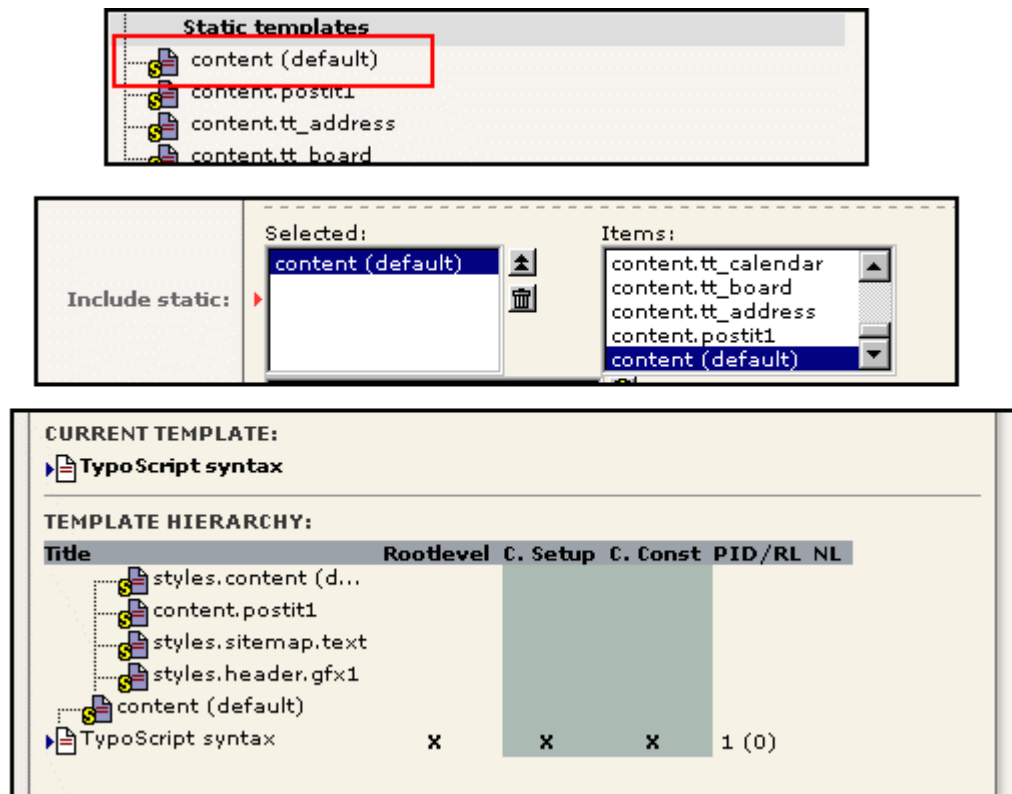 Static templates
content (default)
content.postit1
content.tt_address
content.tt_board
Selected:
Items:
Include static:
content (default)
content.tt_calendar
content.tt_board
content.tt_address
content.postit1
content (default)
CURRENT TEMPLATE:
TypoScript syntax
TEMPLATE HIERARCHY:
Title Rootlevel C. Setup C. Const PID/RL NL
styles.content (d...
content.postit1
styles.sitemap.text
styles.header.gfx1
content (default)
TypoScript syntax x x x 1 (0)